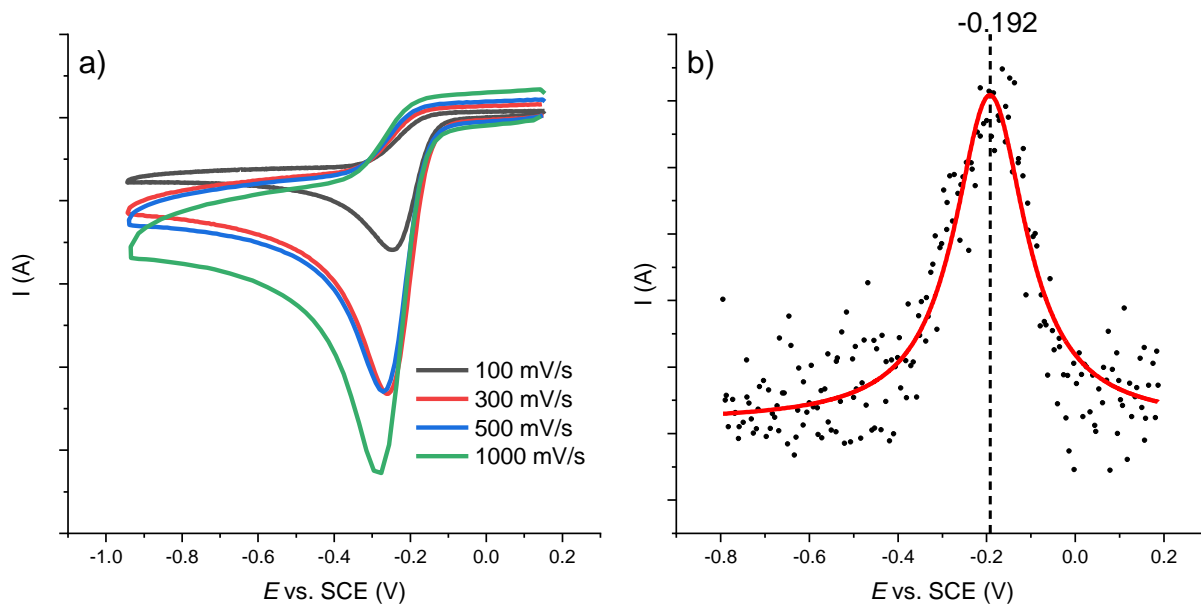 a)
I (A)
100 mV/s
300 mV/s
500 mV/s
1000 mV/s
-1.0 -0.8 -0.6 -0.4 -0.2 0.0 0.2
E vs. SCE (V)
-0.192
b)
I (A)
-0.8 -0.6 -0.4 -0.2 0.0 0.2
E vs. SCE (V)